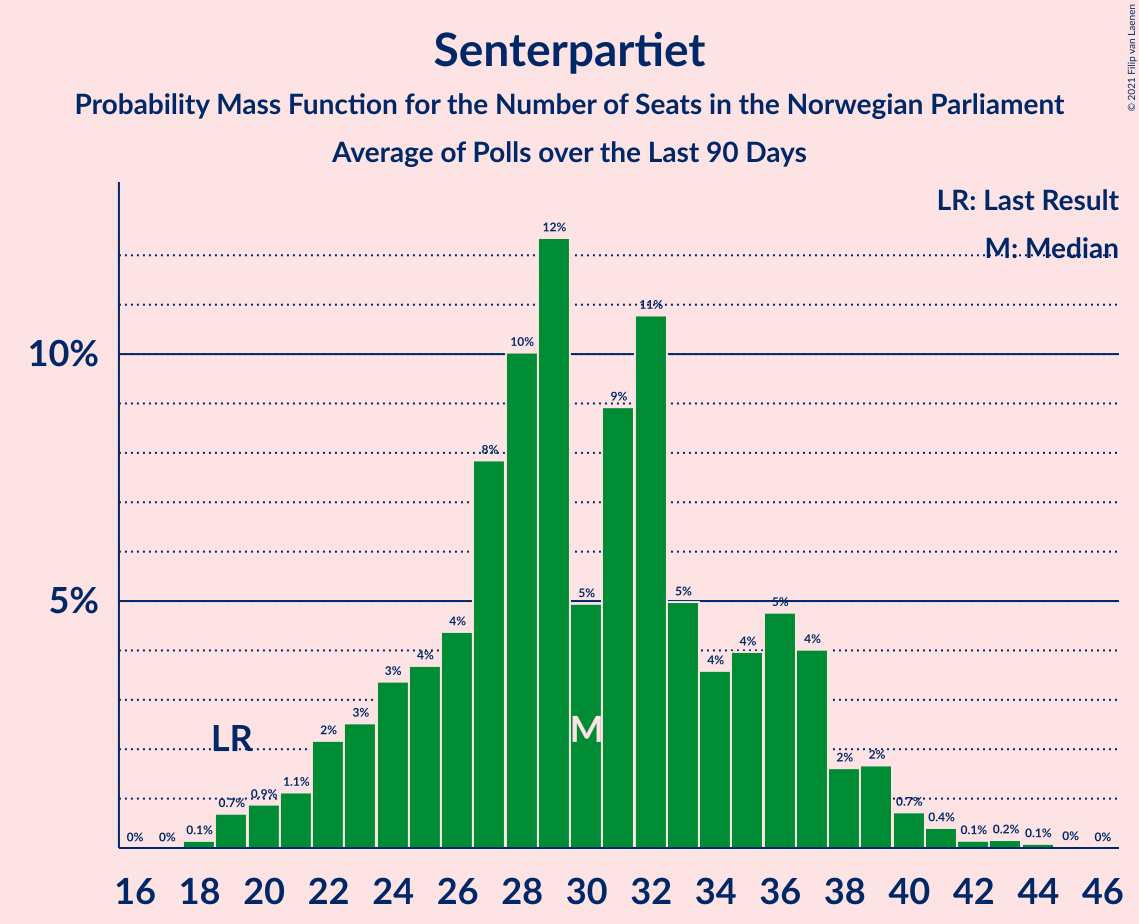 © 2021 Filip van Laenen
Senterpartiet
Probability Mass Function for the Number of Seats in the Norwegian Parliament
Average of Polls over the Last 90 Days
LR: Last Result
M: Median
10%
5%
0% 0% 0.1% 0.7% 0.9% 1.1% 2% 3% 3% 4% 4% 8% 10% 12% 5% 9% 11% 5% 4% 4% 5% 4% 2% 2% 0.7% 0.4% 0.1% 0.2% 0.1% 0% 0%
LR M
16 18 20 22 24 26 28 30 32 34 36 38 40 42 44 46